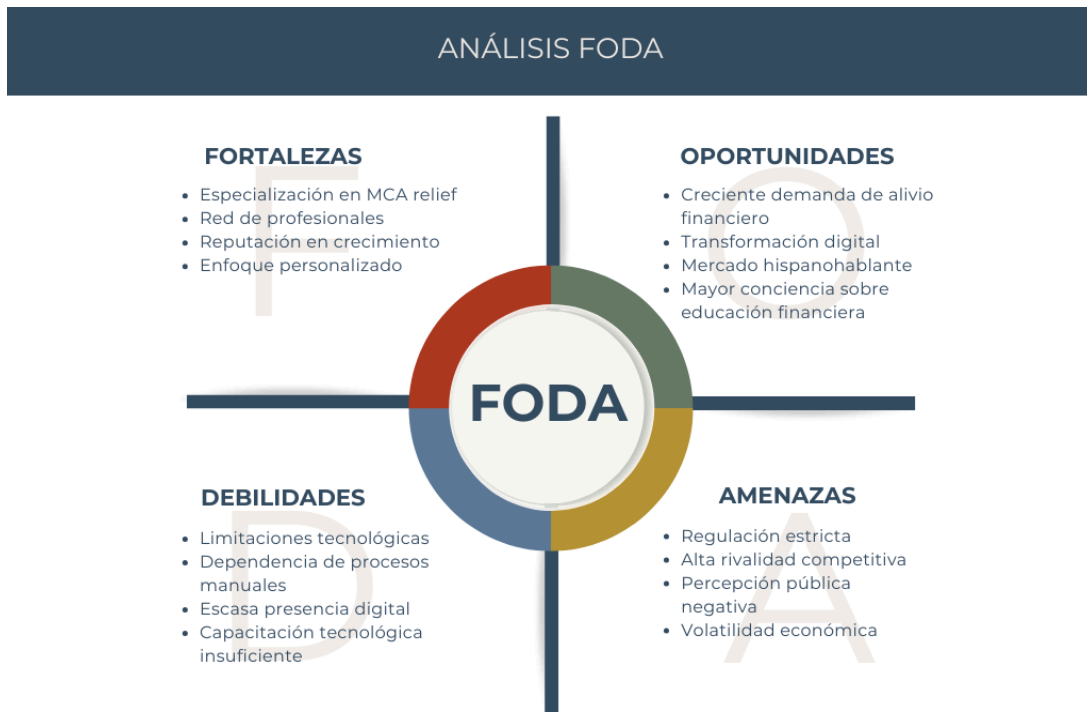 ANÁLISIS FODA
FORTALEZAS
• Especialización en MCA relief
• Red de profesionales
• Reputación en crecimiento
• Enfoque personalizado
F
OPORTUNIDADES
• Creciente demanda de alivio
financiero
• Transformación digital
• Mercado hispanohablante
• Mayor conciencia sobre
educación financiera
O
FODA
DEBILIDADES
• Limitaciones tecnológicas
• Dependencia de procesos
manuales
• Escasa presencia digital
• Capacitación tecnológica
insuficiente
D
AMENAZAS
• Regulación estricta
• Alta rivalidad competitiva
• Percepción pública
negativa
• Volatilidad económica
A